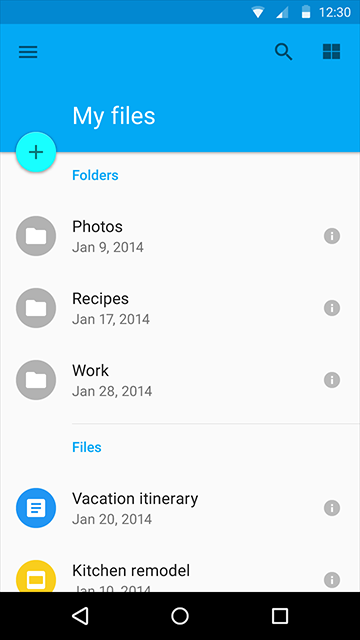 12:30
My files
Folders
Photos
Jan 9, 2014
Recipes
Jan 17, 2014
Work
Jan 28, 2014
Files
Vacation itinerary
Jan 20, 2014
Kitchen remodel
Jan 10, 2014